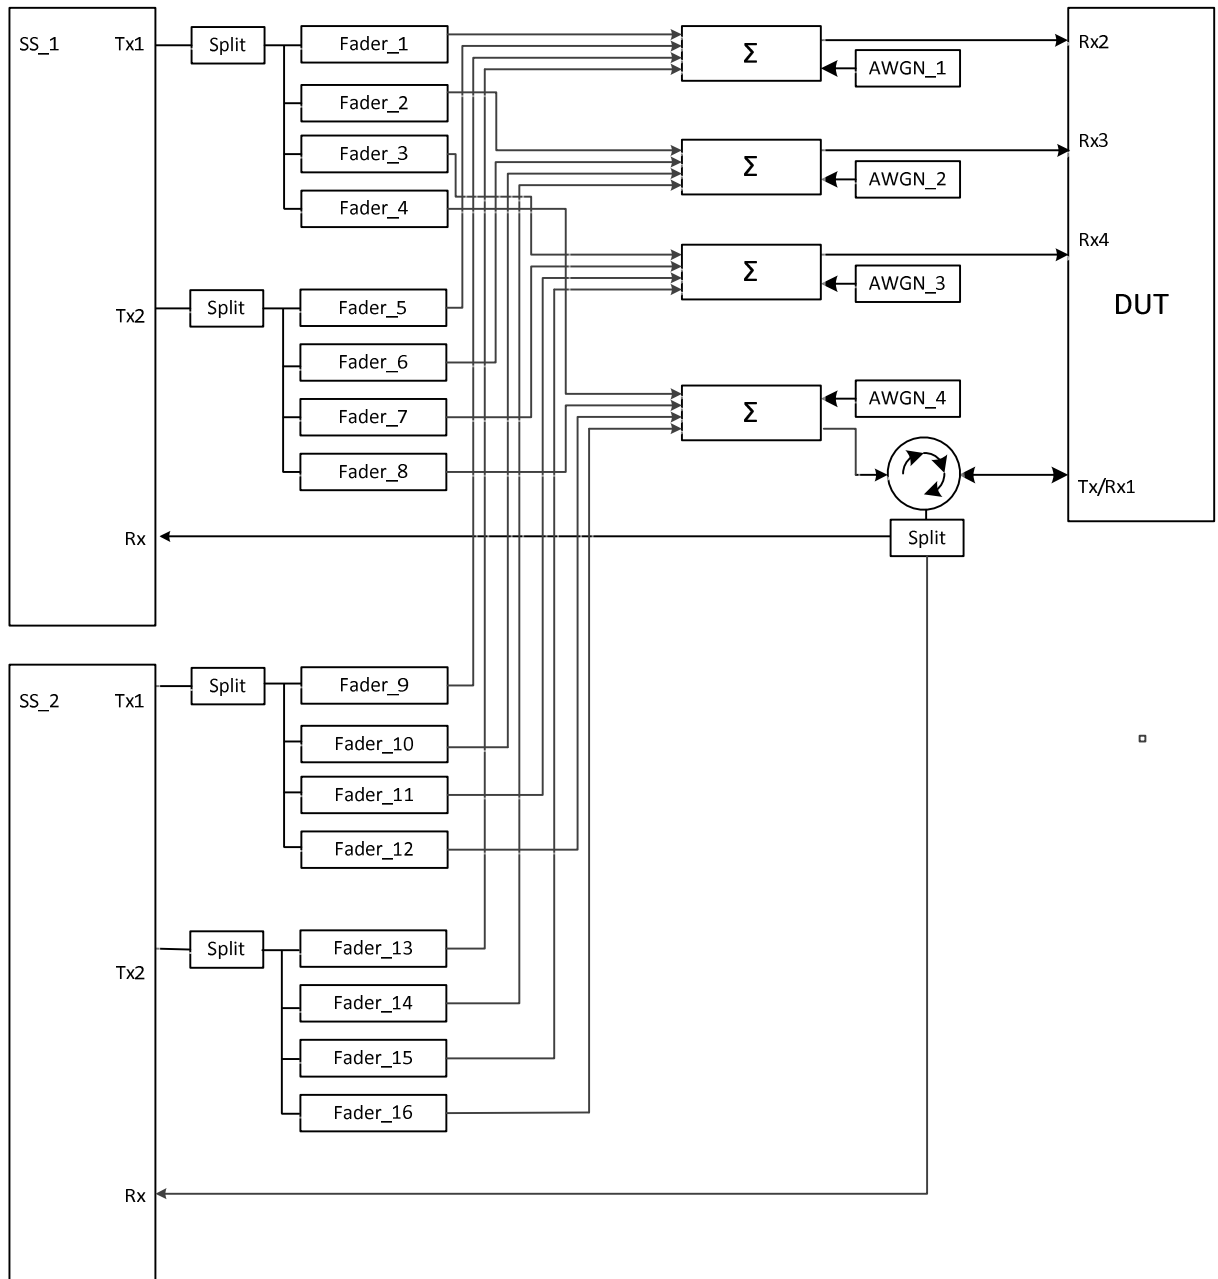 SS_1
Tx1
Split
Fader_1
Σ
Rx2
AWGN_1
Fader_2
Fader_3
Σ
Rx3
AWGN_2
Fader_4
Rx4
Σ
AWGN_3
Tx2
Split
Fader_5
DUT
Fader_6
Fader_7
Σ
AWGN_4
Fader_8
Tx/Rx1
Rx
Split
SS_2
Tx1
Split
Fader_9
Fader_10
Fader_11
Fader_12
Tx2
Split
Fader_13
Fader_14
Fader_15
Fader_16
Rx